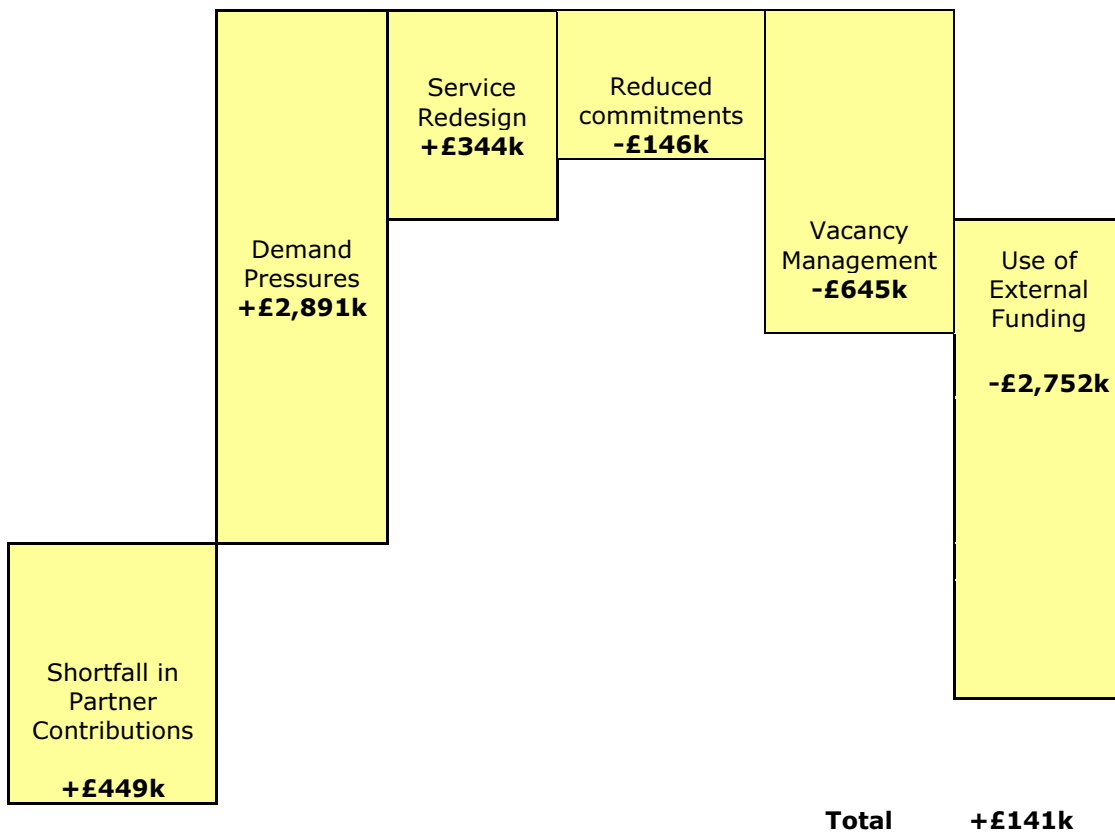 Shortfall in
Partner
Contributions
+£449k
Demand
Pressures
+£2,891k
Service
Redesign
+£344k
Reduced
commitments
-£146k
Vacancy
Management
-£645k
Use of
External
Funding
-£2,752k
Total +£141k